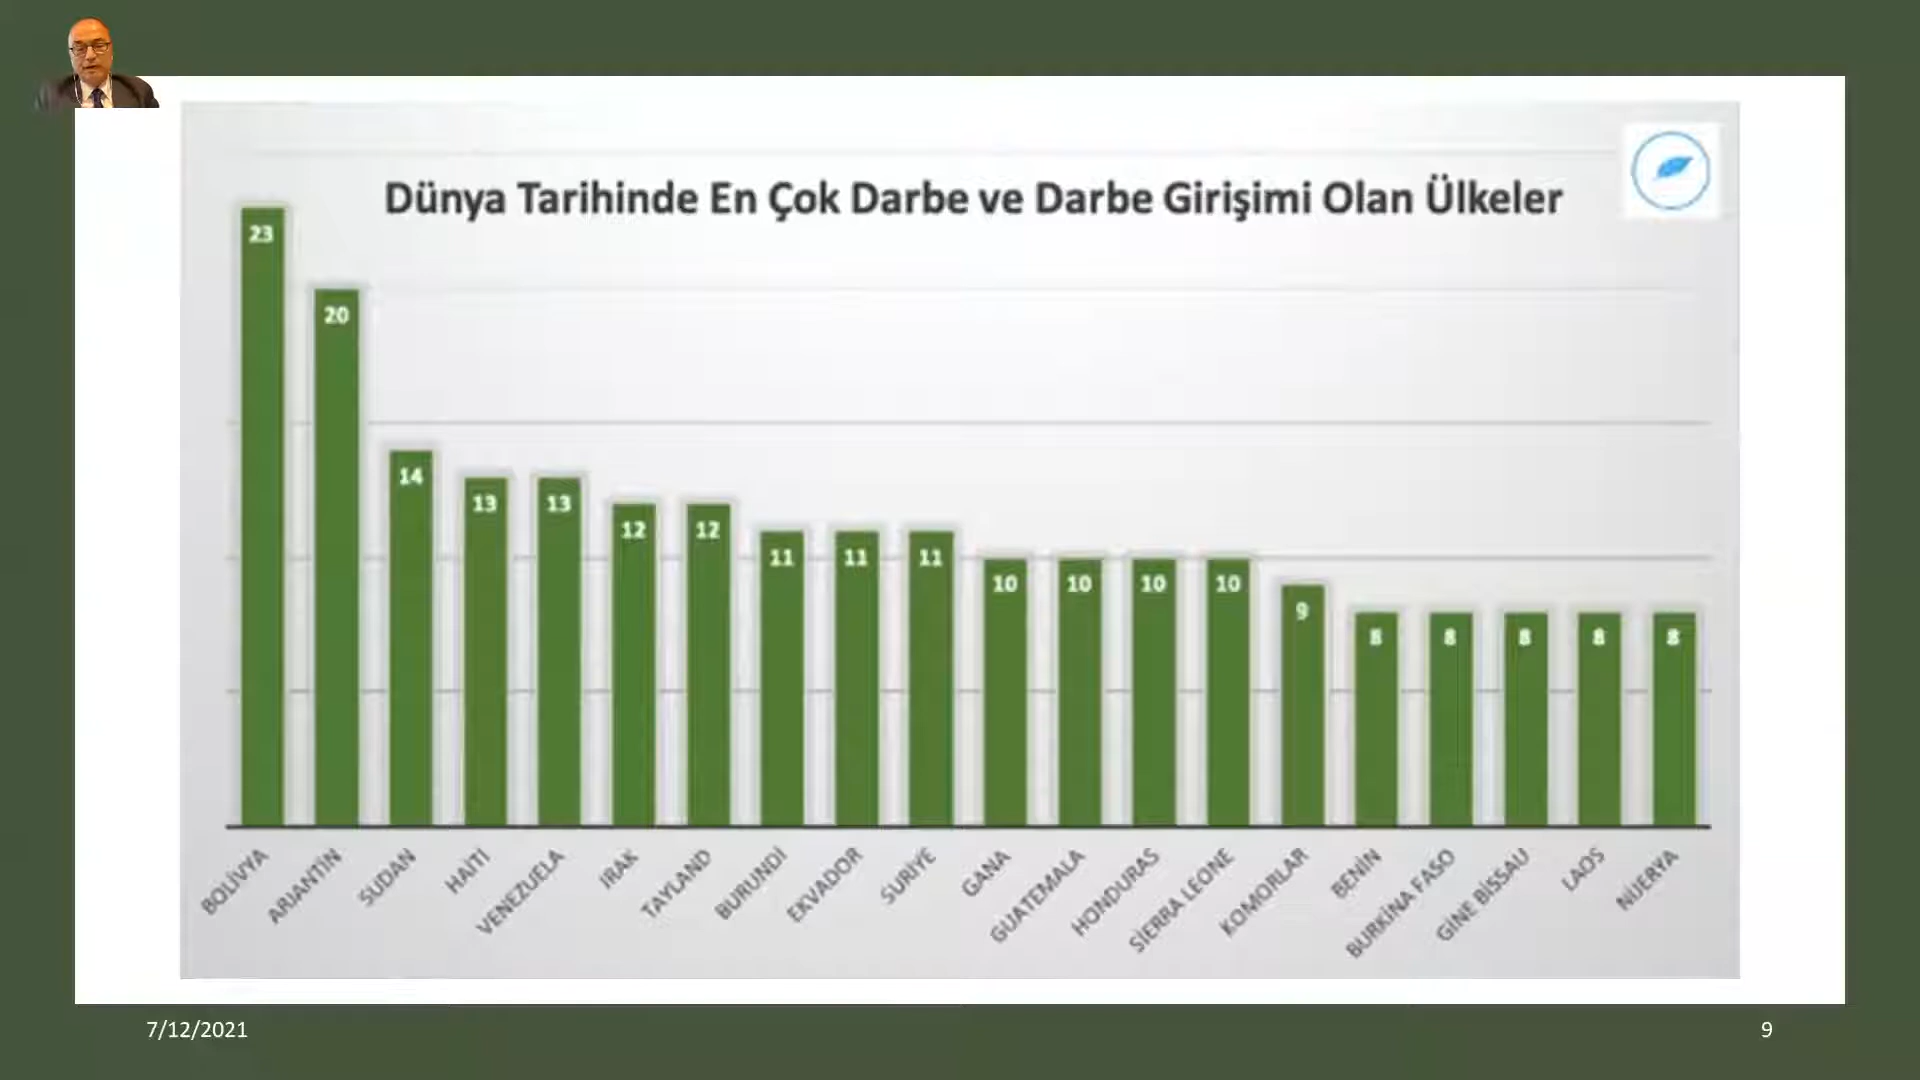 Dünya Tarihinde En Çok Darbe ve Darbe Girişimi Olan Ülkeler
23
20
14
13
13
12
12
11
11
11
10
10
10
10
9
8
8
8
8
8
BOLİVYA
ARJANTİN
SUDAN
HAİTİ
VENEZUELA
IRAK
TAYLAND
BURUNDİ
EKVADOR
SURİYE
GANA
GUATEMALA
HONDURAS
SİERRA LEONE
KOMORLAR
BENİN
BURKİNA FASO
GİNE BİSSAU
LAOS
NİJERYA
7/12/2021
9